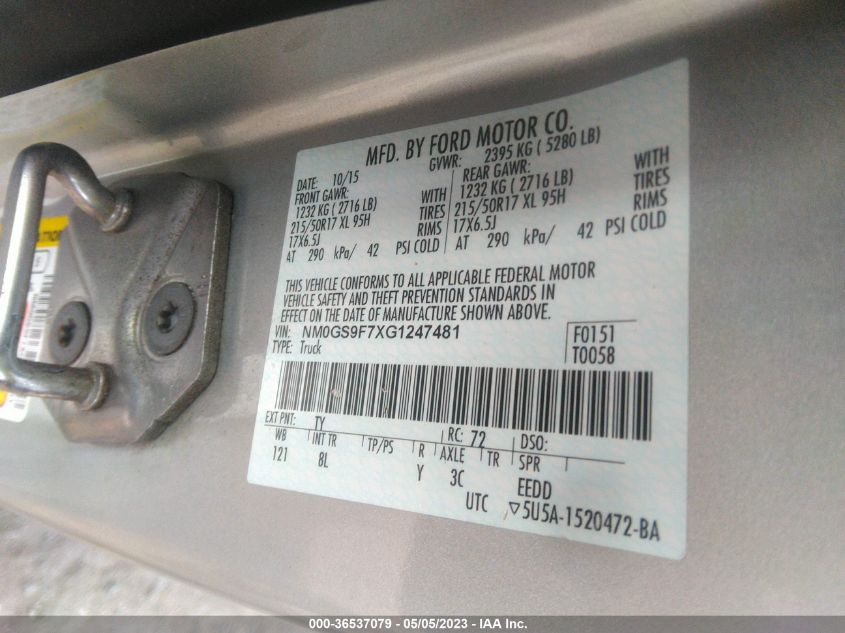 MFD. BY FORD MOTOR CO.
DATE: 10/15
GVWR: 2395 KG ( 5280 LB)
FRONT GAWR:
1232 KG ( 2716 LB) WITH
215/50R17 XL 95H TIRES
17X6.5J RIMS
AT 290 kPa/ 42 PSI COLD
REAR GAWR:
1232 KG ( 2716 LB) WITH
215/50R17 XL 95H TIRES
17X6.5J RIMS
AT 290 kPa/ 42 PSI COLD
THIS VEHICLE CONFORMS TO ALL APPLICABLE FEDERAL MOTOR
VEHICLE SAFETY AND THEFT PREVENTION STANDARDS IN
EFFECT ON THE DATE OF MANUFACTURE SHOWN ABOVE.
VIN: NM0GS9F7XG1247481
TYPE: Truck
F0151
T0058
EXT PNT: TY RC: 72 DSO:
WB INT TR TP/PS R AXLE TR SPR
121 8L Y 3C EEDD
UTC ▽5U5A-1520472-BA
000-36537079 - 05/05/2023 - IAA Inc.